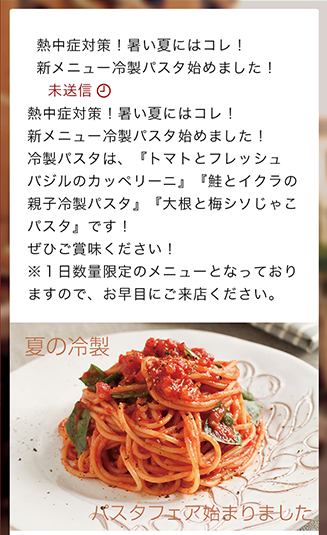 熱中症対策！暑い夏にはコレ！
新メニュー冷製パスタ始めました！
未送信
熱中症対策！暑い夏にはコレ！
新メニュー冷製パスタ始めました！
冷製パスタは、『トマトとフレッシュ
バジルのカッペリーニ』『鮭とイクラの
親子冷製パスタ』『大根と梅シソじゃこ
パスタ』です！
ぜひご賞味ください！
※１日数量限定のメニューとなっており
ますので、お早目にご来店ください。
夏の冷製
パスタフェア始まりました